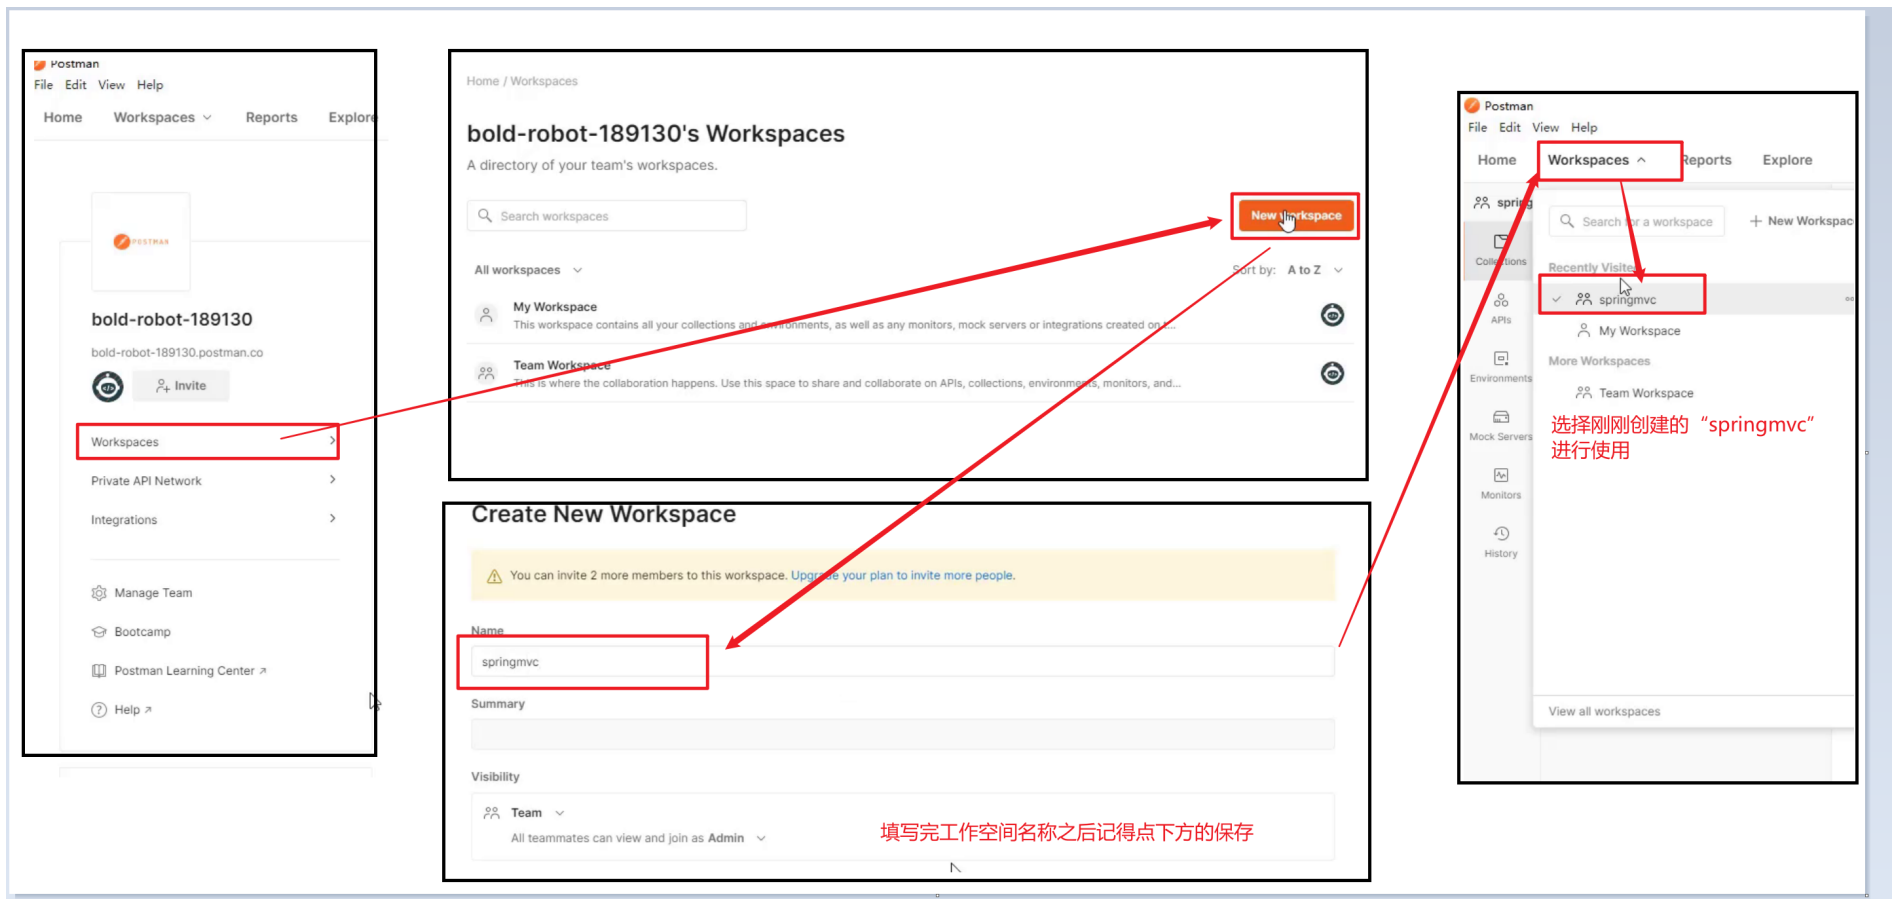 Postman
File Edit View Help
Home Workspaces Reports Explore
POSTMAN
bold-robot-189130
bold-robot-189130.postman.co
Invite
Workspaces
Private API Network
Integrations
Manage Team
Bootcamp
Postman Learning Center
Help
Home / Workspaces
bold-robot-189130's Workspaces
A directory of your team's workspaces.
Search workspaces
New Workspace
All workspaces
Sort by: A to Z
My Workspace
This workspace contains all your collections and environments, as well as any monitors, mock servers or integrations created on t...
Team Workspace
This is where the collaboration happens. Use this space to share and collaborate on APIs, collections, environments, monitors, and...
Create New Workspace
You can invite 2 more members to this workspace. Upgrade your plan to invite more people.
Name
springmvc
Summary
Visibility
Team
All teammates can view and join as Admin
填写完工作空间名称之后记得点下方的保存
Postman
File Edit View Help
Home Workspaces Reports Explore
spring
Search for a workspace
New Workspac
Collections
Recently Visited
springmvc
APIs
My Workspace
More Workspaces
Environments
Team Workspace
选择刚刚创建的“springmvc”
进行使用
Mock Servers
Monitors
History
View all workspaces